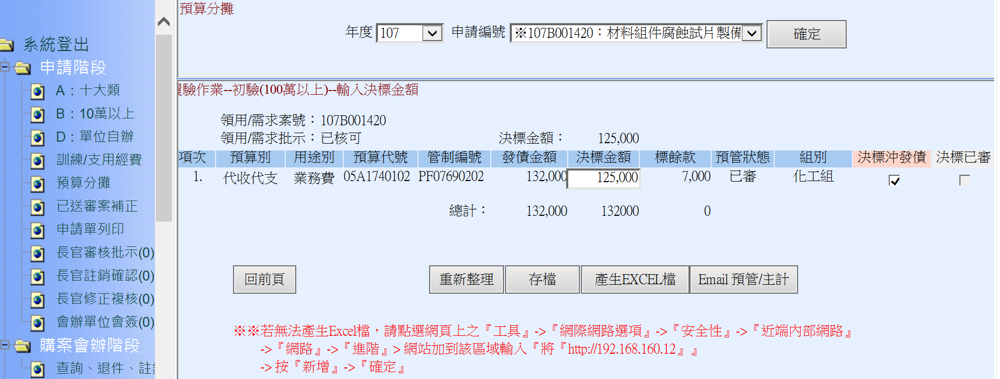 系統登出
申請階段
A：十大類
B：10萬以上
D：單位自辦
訓練/支用經費
預算分攤
已送審案補正
申請單列印
長官審核批示(0)
長官註銷確認(0)
長官修正複核(0)
會辦單位會簽(0)
購案會辦階段
查詢、退件、註
預算分攤
年度 107 申請編號 ※107B001420：材料組件腐蝕試片製備 確定
驗作業--初驗(100萬以上)--輸入決標金額
領用/需求案號：107B001420
領用/需求批示：已核可 決標金額： 125,000
項次 預算別 用途別 預算代號 管制編號 發債金額 決標金額 標餘款 預管狀態 組別 決標沖發債 決標已審
1. 代收代支 業務費 05A1740102 PF07690202 132,000 125,000 7,000 已審 化工組
總計： 132,000 132000 0
回前頁 重新整理 存檔 產生EXCEL檔 Email 預管/主計
※※若無法產生Excel檔，請點選網頁上之『工具』->『網際網路選項』->『安全性』->『近端內部網路』
->『網路』->『進階』> 網站加到該區域輸入『將『http://192.168.160.12』』
-> 按『新增』->『確定』